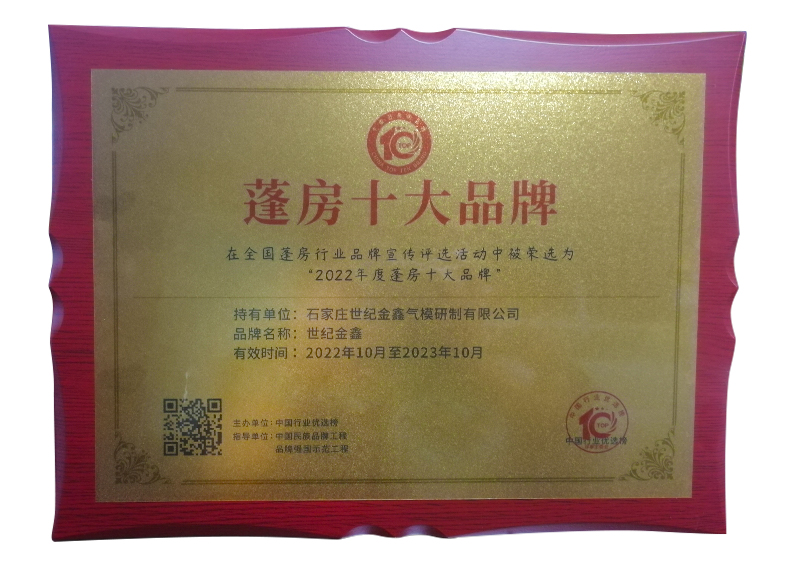 TOP
蓬房十大品牌
在全国蓬房行业品牌宣传评选活动中被荣选为
“2022年度蓬房十大品牌”
持有单位：石家庄世纪金鑫气模研制有限公司
品牌名称：世纪金鑫
有效时间：2022年10月至2023年10月
主办单位：中国行业优选榜
指导单位：中国民族品牌工程
品牌强国示范工程
TOP
中国行业优选榜